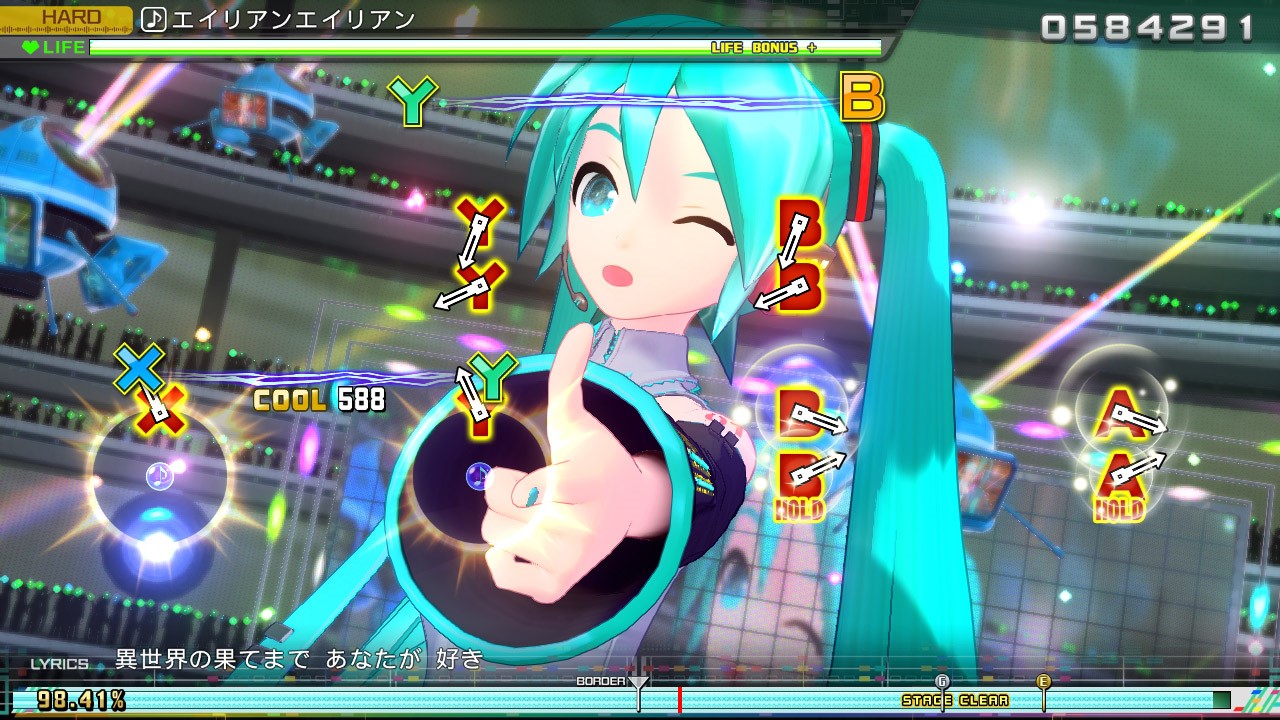 HARD
エイリアンエイリアン
0584291
LIFE
LIFE BONUS +
Y
B
Y
B
Y
B
X
Y
COOL 588
X
Y
B
A
B
A
HOLD
HOLD
LYRICS
異世界の果てまで あなたが 好き
BORDER
G
E
98.41%
STAGE CLEAR